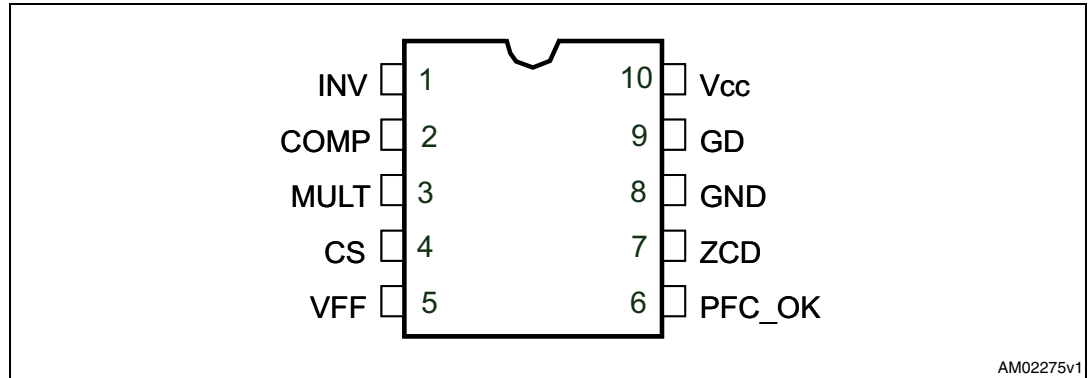 INV 1 10 Vcc
COMP 2 9 GD
MULT 3 8 GND
CS 4 7 ZCD
VFF 5 6 PFC_OK
AM02275v1